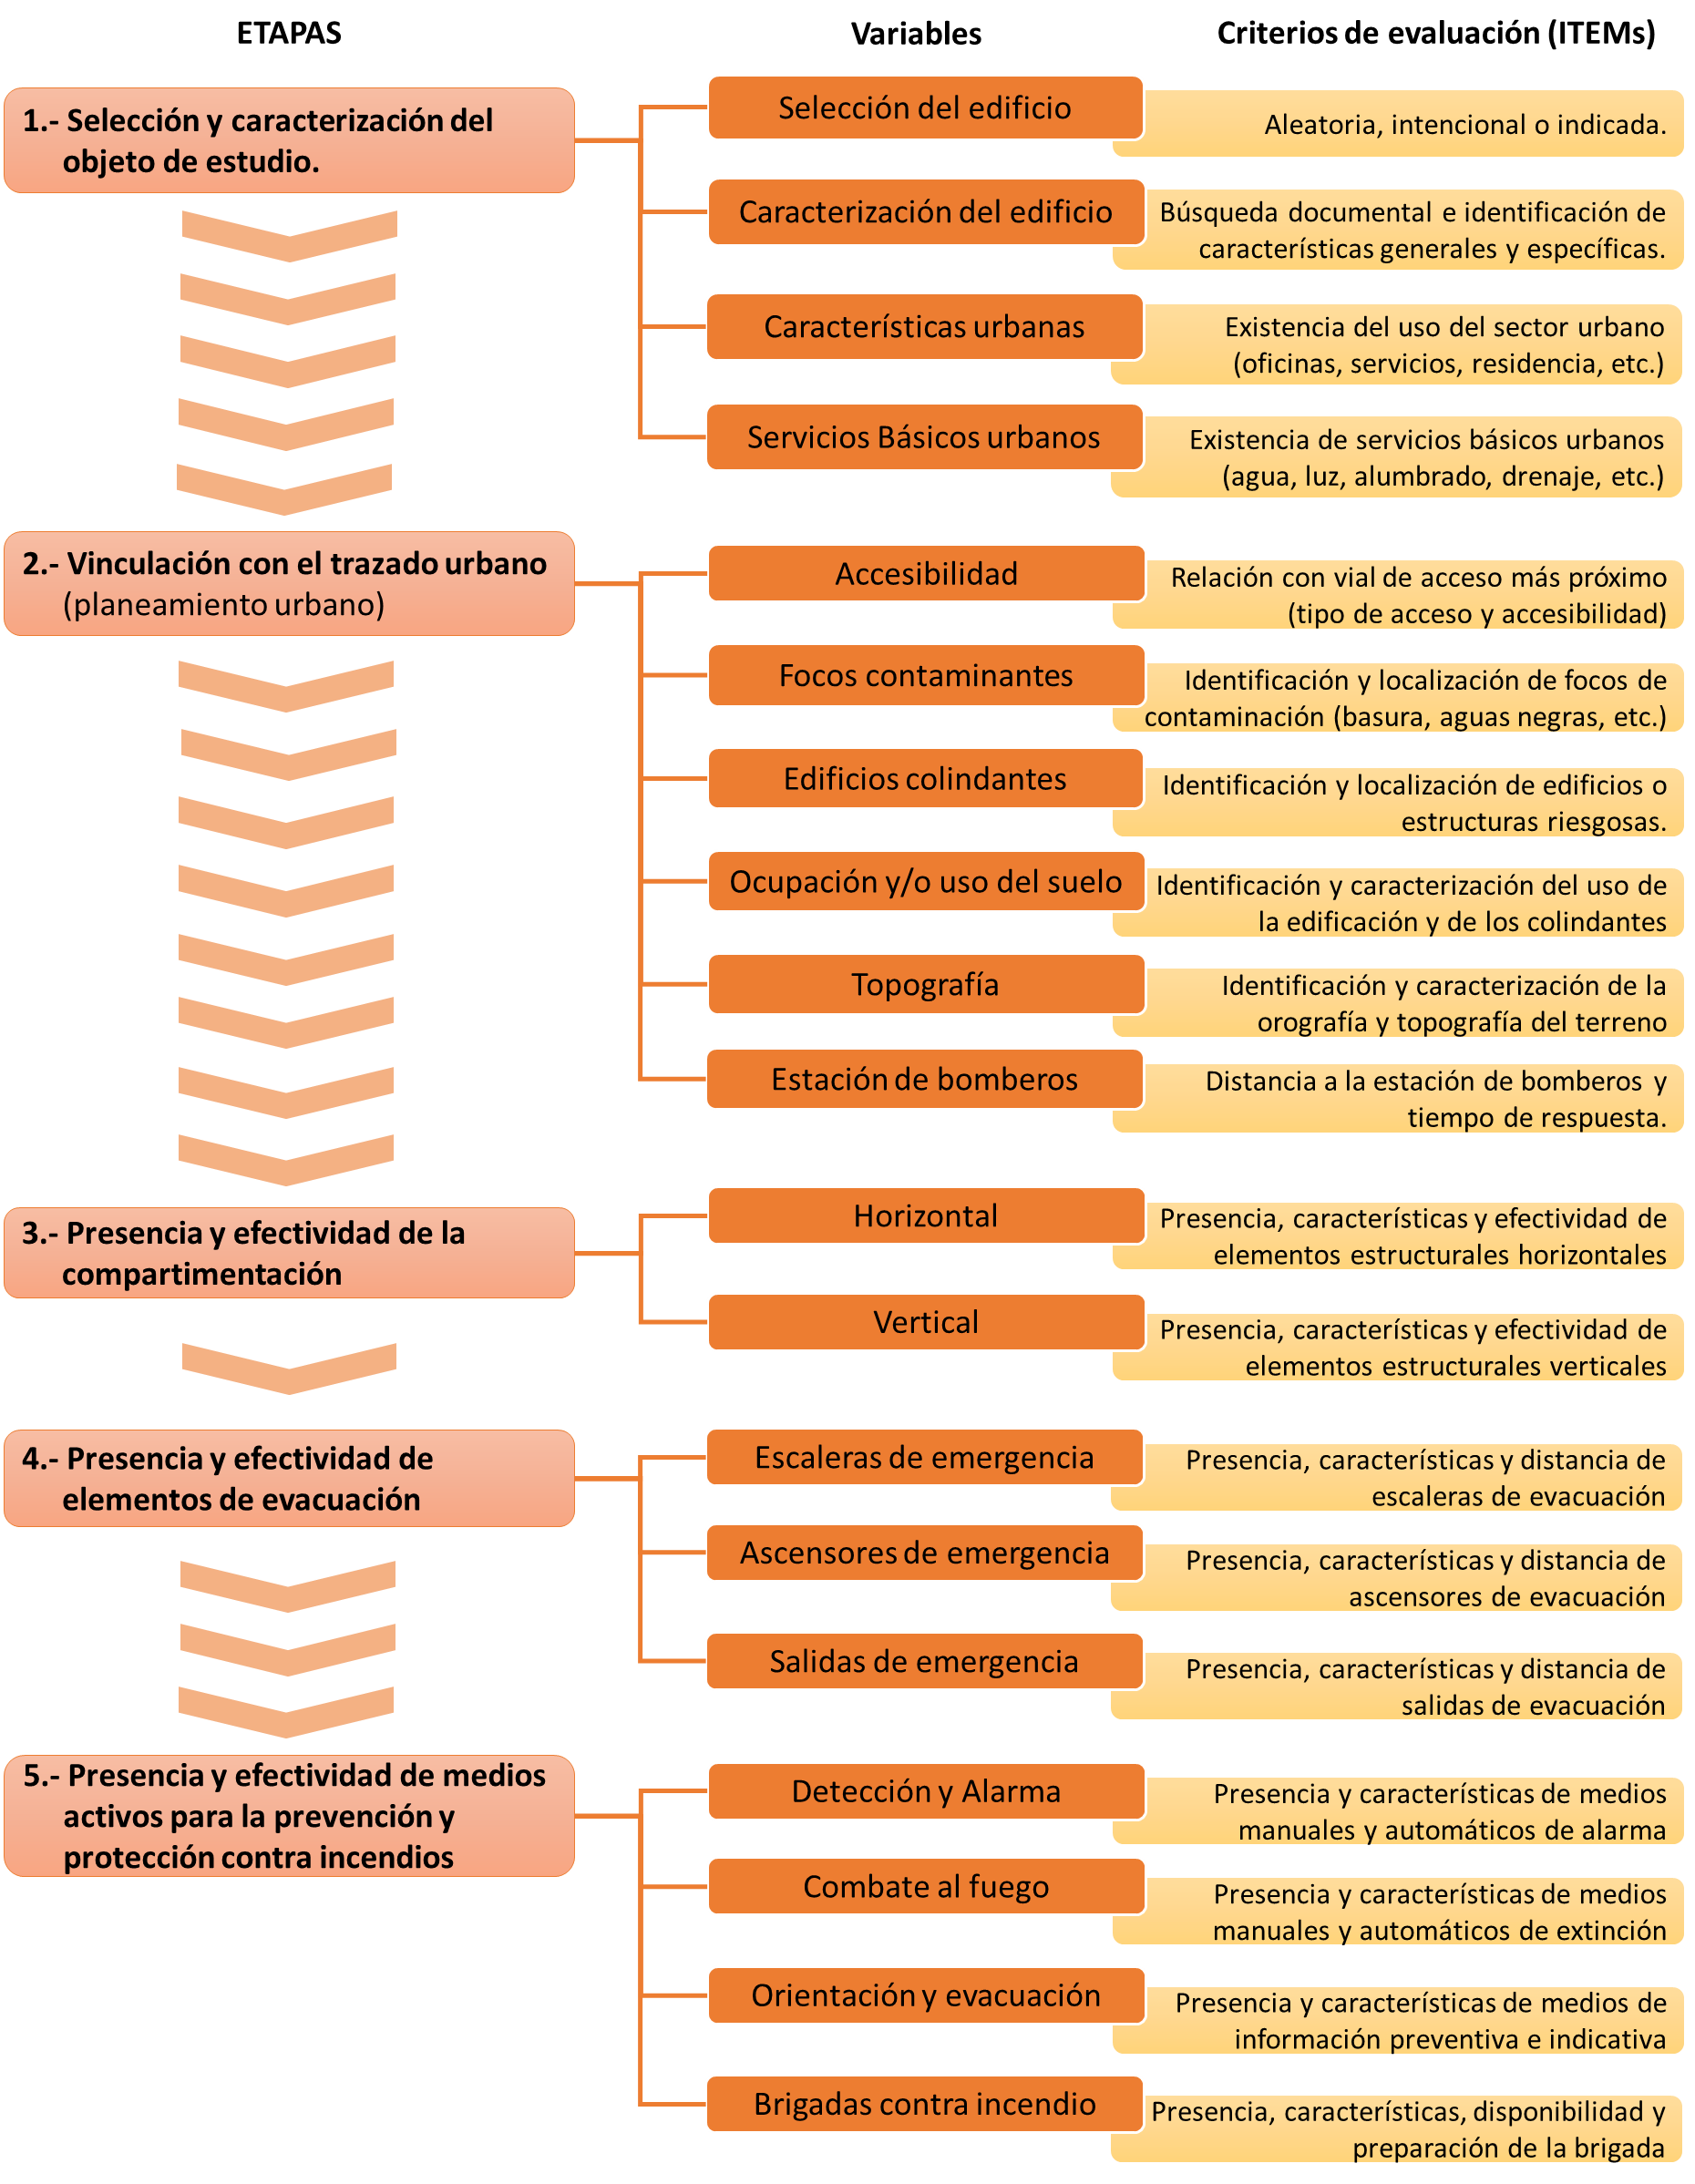 ETAPAS
Variables
Criterios de evaluación (ITEMs)
1.- Selección y caracterización del
objeto de estudio.
Selección del edificio
Aleatoria, intencional o indicada.
Caracterización del edificio
Búsqueda documental e identificación de
características generales y específicas.
Características urbanas
Existencia del uso del sector urbano
(oficinas, servicios, residencia, etc.)
Servicios Básicos urbanos
Existencia de servicios básicos urbanos
(agua, luz, alumbrado, drenaje, etc.)
2.- Vinculación con el trazado urbano
(planeamiento urbano)
Accesibilidad
Relación con vial de acceso más próximo
(tipo de acceso y accesibilidad)
Focos contaminantes
Identificación y localización de focos de
contaminación (basura, aguas negras, etc.)
Edificios colindantes
Identificación y localización de edificios o
estructuras riesgosas.
Ocupación y/o uso del suelo
Identificación y caracterización del uso de
la edificación y de los colindantes
Topografía
Identificación y caracterización de la
orografía y topografía del terreno
Estación de bomberos
Distancia a la estación de bomberos y
tiempo de respuesta.
3.- Presencia y efectividad de la
compartimentación
Horizontal
Presencia, características y efectividad de
elementos estructurales horizontales
Vertical
Presencia, características y efectividad de
elementos estructurales verticales
4.- Presencia y efectividad de
elementos de evacuación
Escaleras de emergencia
Presencia, características y distancia de
escaleras de evacuación
Ascensores de emergencia
Presencia, características y distancia de
ascensores de evacuación
Salidas de emergencia
Presencia, características y distancia de
salidas de evacuación
5.- Presencia y efectividad de medios
activos para la prevención y
protección contra incendios
Detección y Alarma
Presencia y características de medios
manuales y automáticos de alarma
Combate al fuego
Presencia y características de medios
manuales y automáticos de extinción
Orientación y evacuación
Presencia y características de medios de
información preventiva e indicativa
Brigadas contra incendio
Presencia, características, disponibilidad y
preparación de la brigada